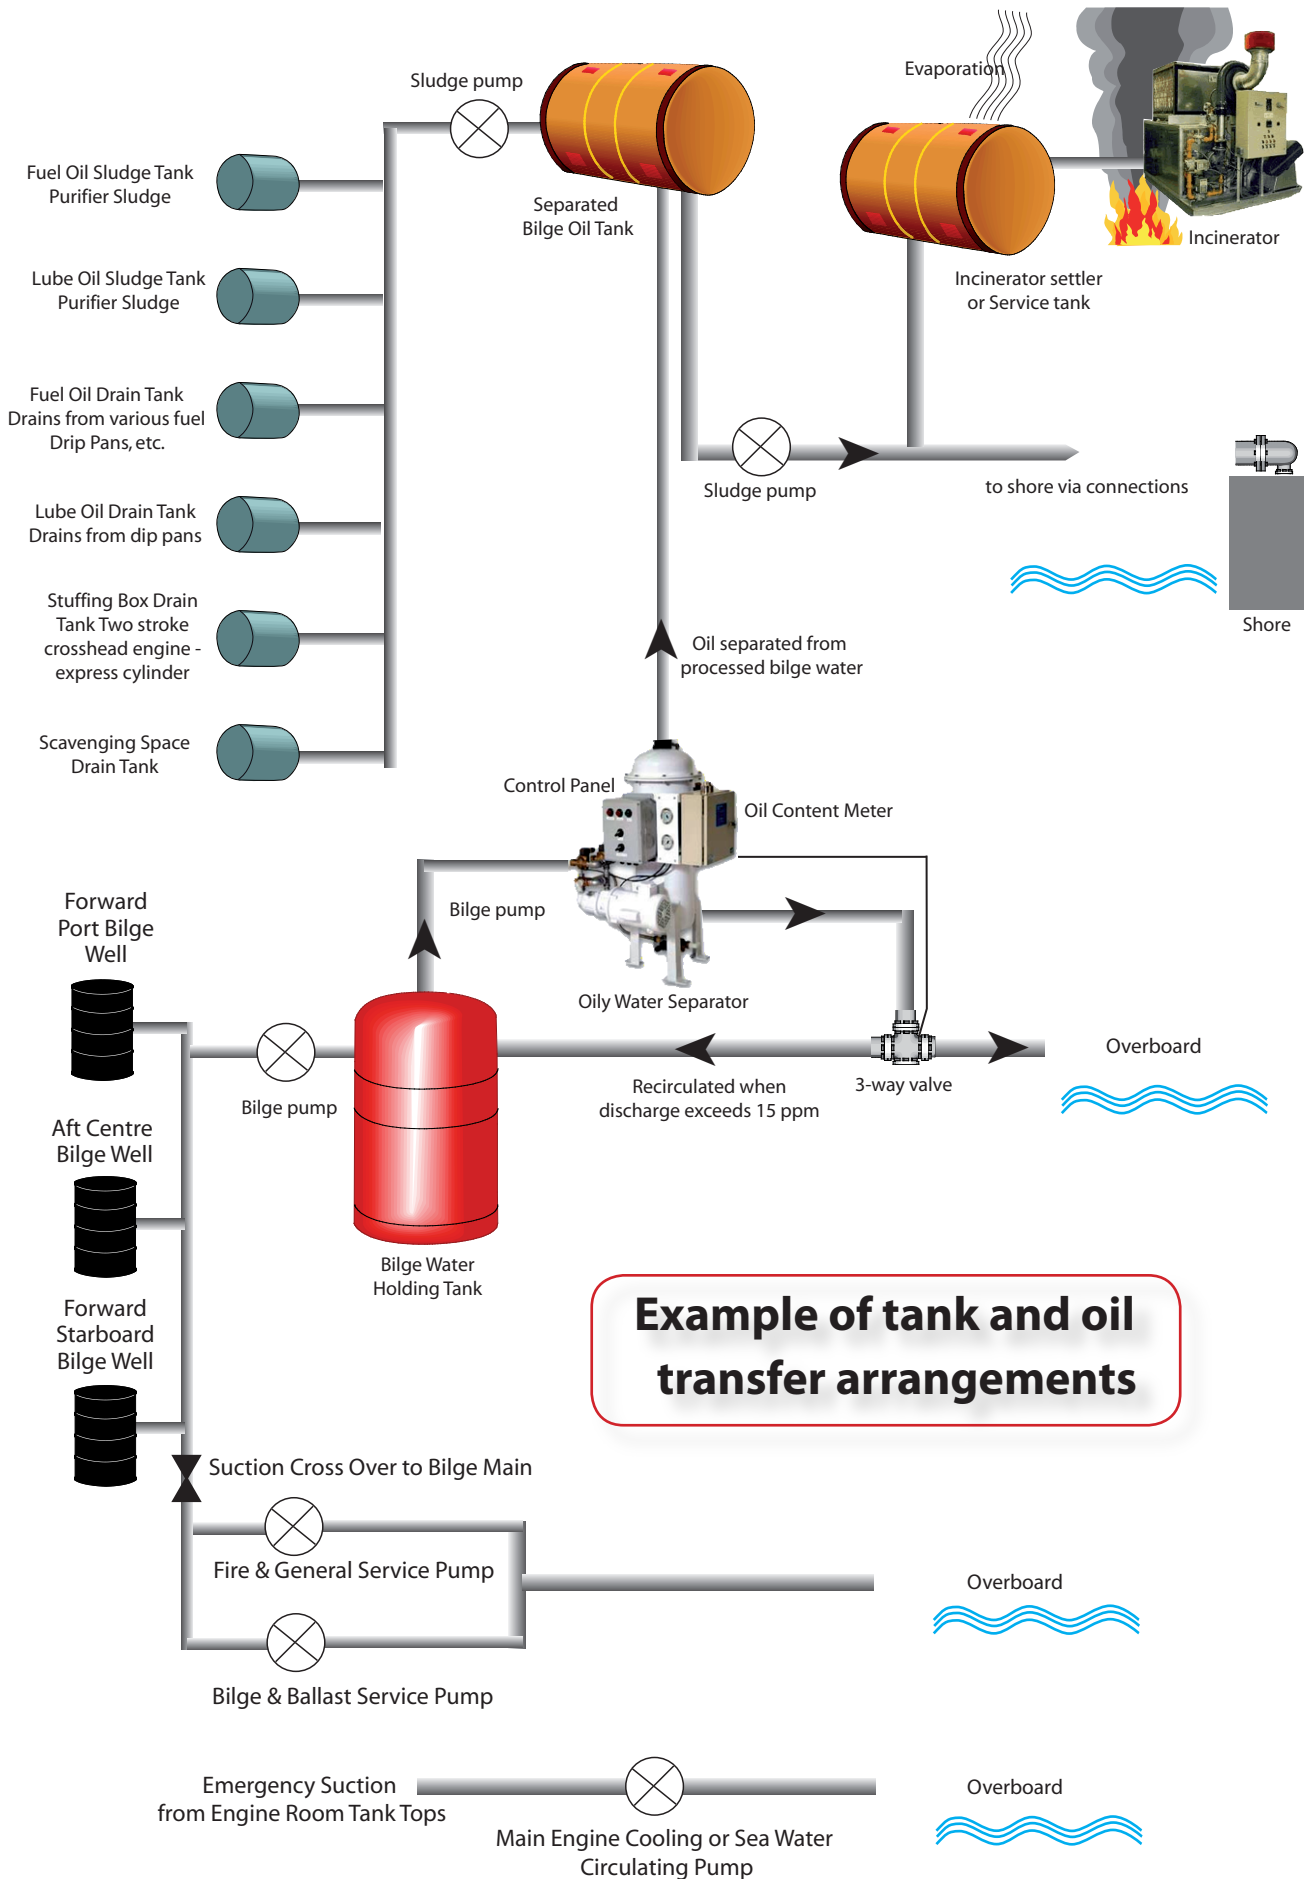 Evaporation
Sludge pump
Fuel Oil Sludge Tank
Purifier Sludge
Separated
Bilge Oil Tank
Incinerator
Lube Oil Sludge Tank
Purifier Sludge
Incinerator settler
or Service tank
Fuel Oil Drain Tank
Drains from various fuel
Drip Pans, etc.
Sludge pump
to shore via connections
Lube Oil Drain Tank
Drains from dip pans
Shore
Stuffing Box Drain
Tank Two stroke
crosshead engine -
express cylinder
Oil separated from
processed bilge water
Scavenging Space
Drain Tank
Control Panel
Oil Content Meter
Forward
Port Bilge
Well
Bilge pump
Oily Water Separator
Overboard
Bilge pump
Recirculated when
discharge exceeds 15 ppm
3-way valve
Aft Centre
Bilge Well
Bilge Water
Holding Tank
Forward
Starboard
Bilge Well
Example of tank and oil
transfer arrangements
Suction Cross Over to Bilge Main
Fire & General Service Pump
Overboard
Bilge & Ballast Service Pump
Emergency Suction
from Engine Room Tank Tops
Overboard
Main Engine Cooling or Sea Water
Circulating Pump